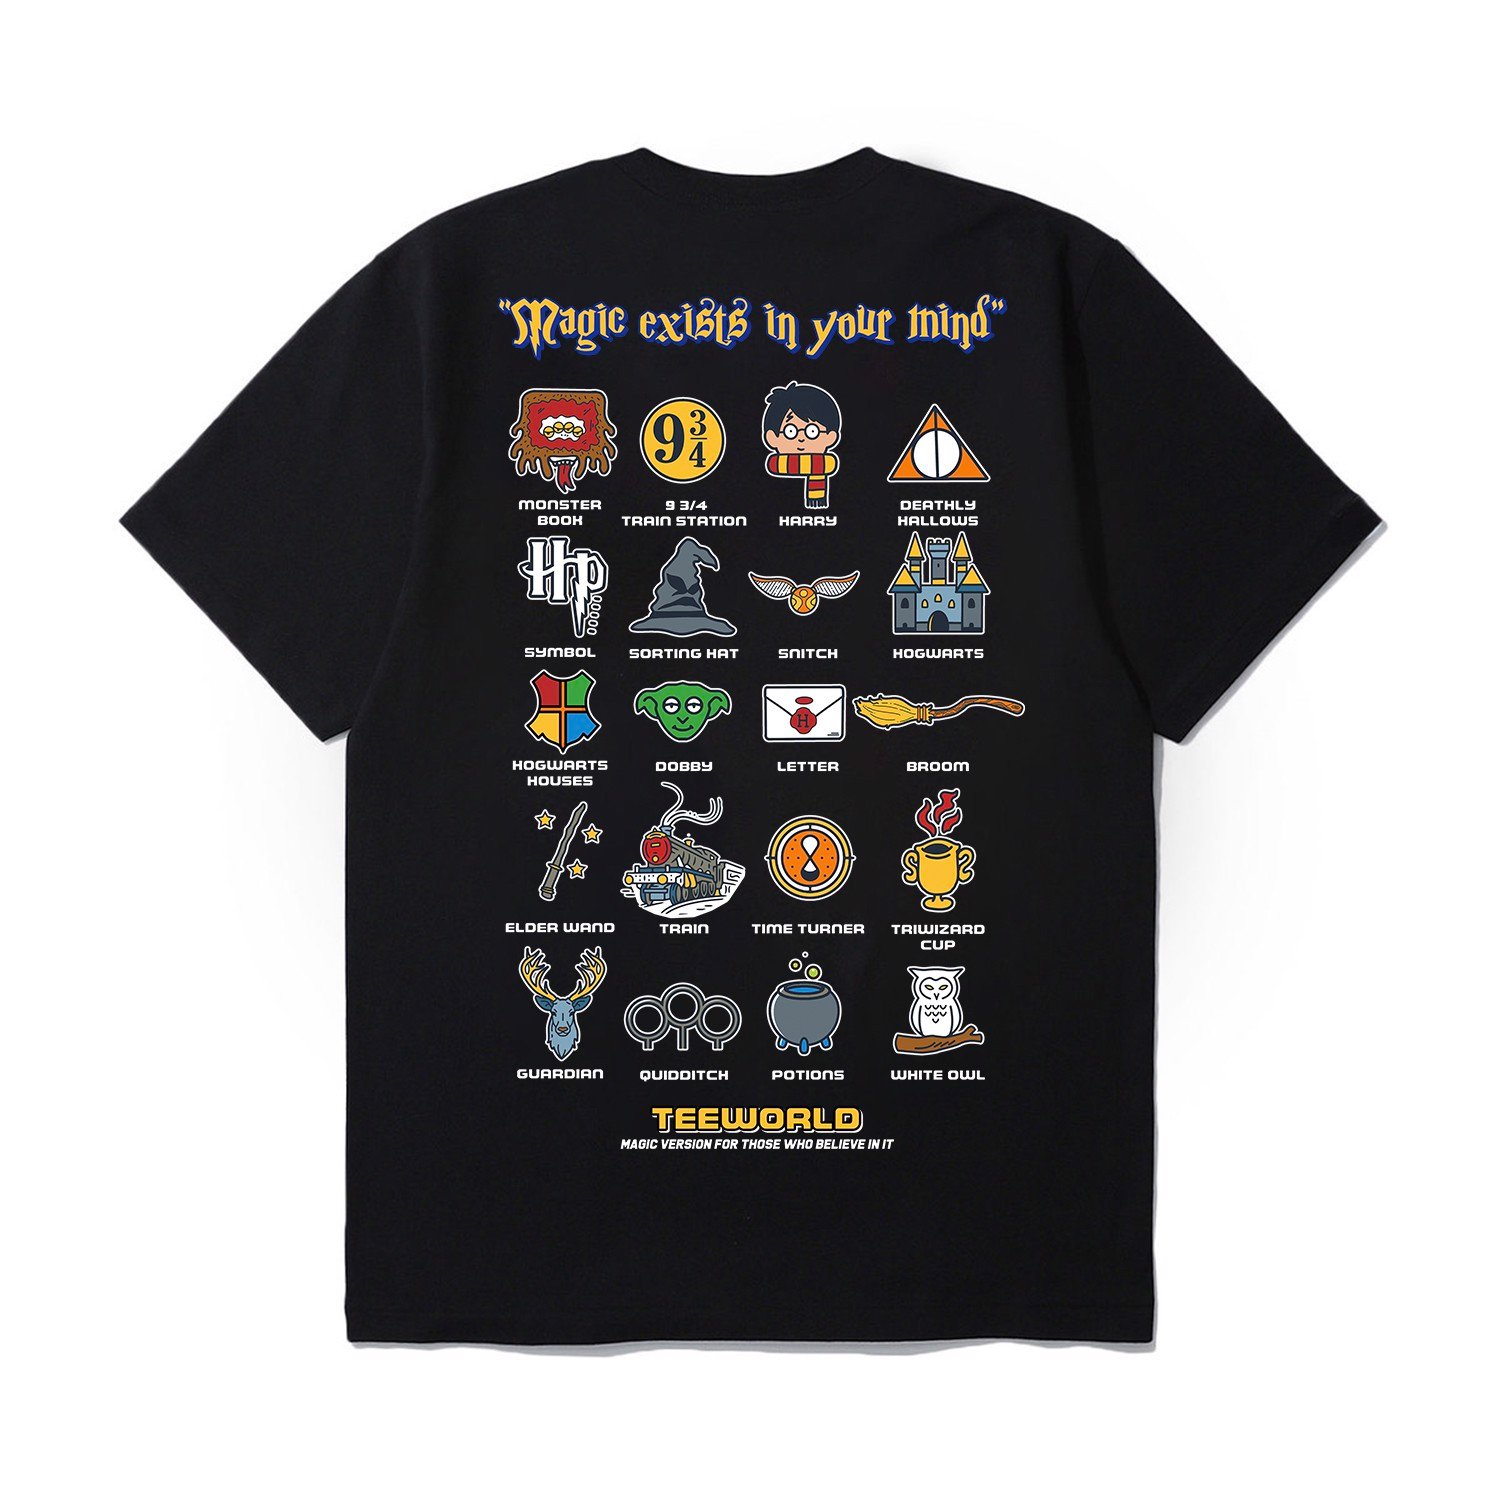 "Magic exists in your mind"
9 3/4
MONSTER
BOOK
9 3/4
TRAIN STATION
HARRY
DEATHLY
HALLOWS
HP
SYMBOL
SORTING HAT
SNITCH
HOGWARTS
H
HOGWARTS
HOUSES
DOBBY
LETTER
BROOM
ELDER WAND
TRAIN
TIME TURNER
TRIWIZARD
CUP
GUARDIAN
QUIDDITCH
POTIONS
WHITE OWL
TEEWORLD
MAGIC VERSION FOR THOSE WHO BELIEVE IN IT